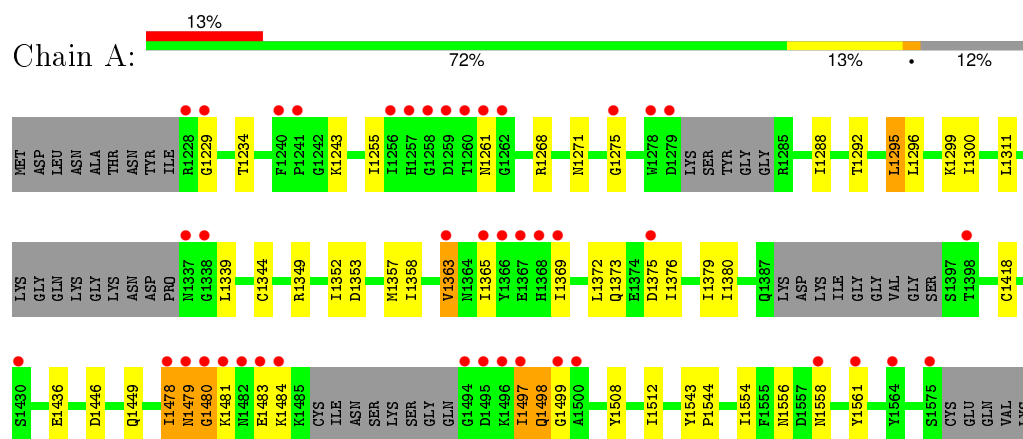 13%
Chain A:
72% 13% • 12%
MET ASP LEU ASN ALA THR ASN TYR ILE R1228 G1229 T1234 F1240 P1241 G1242 K1243 I1255 I1256 H1257 G1258 D1259 T1260 N1261 G1262 R1268 N1271 G1275 W1278 D1279 LYS SER TYR GLY GLY R1285 I1288 T1292 L1295 L1296 K1299 I1300 L1311
LYS GLY GLN LYS GLY LYS ASN ASP PRO N1337 G1338 L1339 C1344 R1349 I1352 D1353 M1357 I1358 V1363 N1364 I1365 Y1366 E1367 H1368 I1369 L1372 Q1373 E1374 D1375 I1376 I1379 I1380 Q1387 LYS ASP LYS ILE GLY GLY VAL GLY SER S1397 T1398 C1418
S1430 E1436 D1446 Q1449 I1478 N1479 G1480 K1481 N1482 E1483 K1484 K1485 CYS ILE ASN SER LYS SER GLY GLN G1494 D1495 K1496 I1497 Q1498 G1499 A1500 Y1508 I1512 Y1543 P1544 I1554 F1555 N1556 D1557 N1558 Y1561 Y1564 S1575 CYS GLU GLN VAL